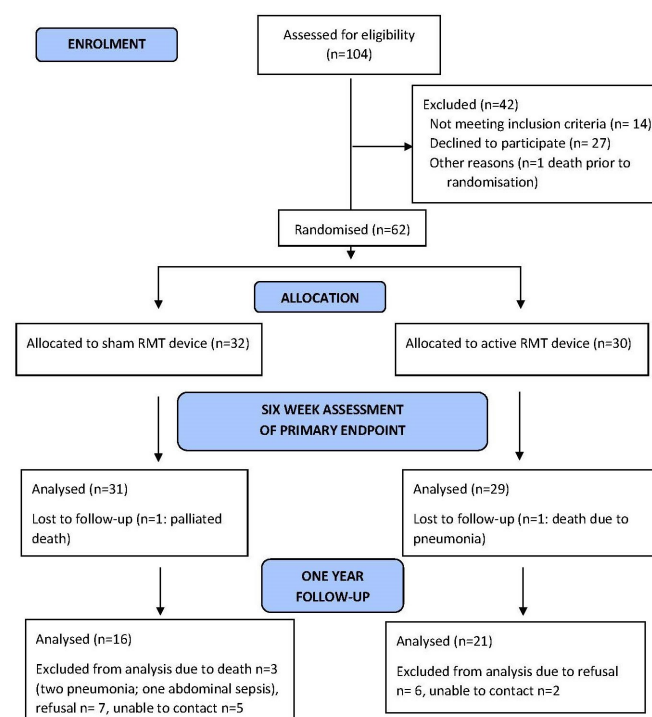 ENROLMENT
Assessed for eligibility
(n=104)
Excluded (n=42)
Not meeting inclusion criteria (n= 14)
Declined to participate (n= 27)
Other reasons (n=1 death prior to
randomisation)
Randomised (n=62)
ALLOCATION
Allocated to sham RMT device (n=32)
Allocated to active RMT device (n=30)
SIX WEEK ASSESSMENT
OF PRIMARY ENDPOINT
Analysed (n=31)
Lost to follow-up (n=1: palliated
death)
Analysed (n=29)
Lost to follow-up (n=1: death due to
pneumonia)
ONE YEAR
FOLLOW-UP
Analysed (n=16)
Excluded from analysis due to death n=3
(two pneumonia; one abdominal sepsis),
refusal n= 7, unable to contact n=5
Analysed (n=21)
Excluded from analysis due to refusal
n= 6, unable to contact n=2